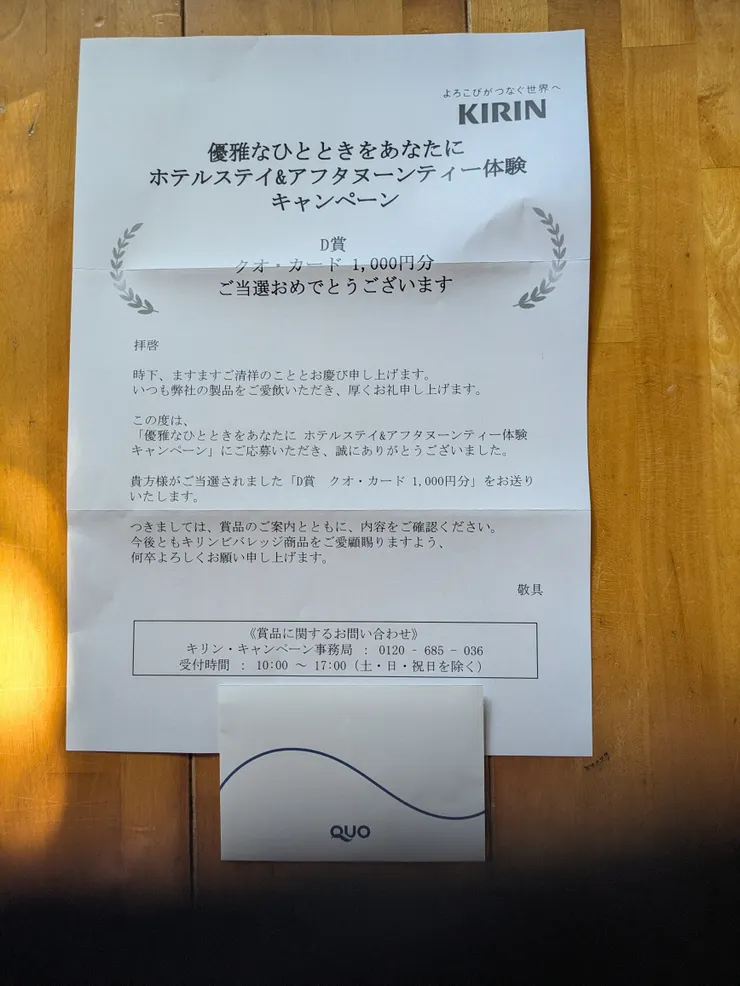 よろこびがつなぐ世界へ
KIRIN
優雅なひとときをあなたに
ホテルステイ&アフタヌーンティー体験
キャンペーン
D賞
クオ・カード 1,000円分
ご当選おめでとうございます
拝啓
時下、ますますご清祥のこととお慶び申し上げます。
いつも弊社の製品をご愛飲いただき、厚くお礼申し上げます。
この度は、
「優雅なひとときをあなたに ホテルステイ&アフタヌーンティー体験
キャンペーン」にご応募いただき、誠にありがとうございました。
貴方様がご当選されました「D賞 クオ・カード 1,000円分」をお送り
いたします。
つきましては、賞品のご案内とともに、内容をご確認ください。
今後ともキリンビバレッジ商品をご愛顧賜りますよう、
何卒よろしくお願い申し上げます。
敬具
《賞品に関するお問い合わせ》
キリン・キャンペーン事務局 : 0120 - 685 - 036
受付時間 : 10:00 ～ 17:00 (土・日・祝日を除く)
QUO